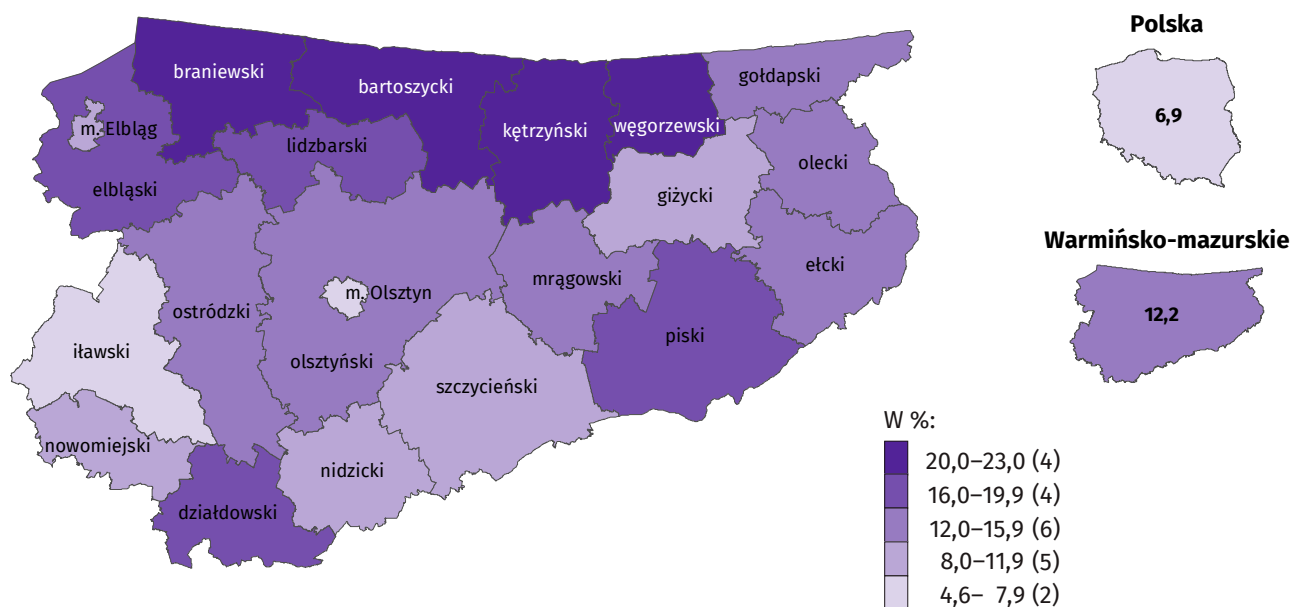 Polska
6,9
Warmińsko-mazurskie
12,2
braniewski
bartoszycki
gołdapski
m. Elbląg
kętrzyński
węgorzewski
lidzbarski
olecki
elbląski
giżycki
ełcki
mrągowski
m. Olsztyn
ostródzki
piski
iławski
olsztyński
szczycieński
nowomiejski
nidzicki
działdowski
W %:
20,0–23,0 (4)
16,0–19,9 (4)
12,0–15,9 (6)
8,0–11,9 (5)
4,6– 7,9 (2)